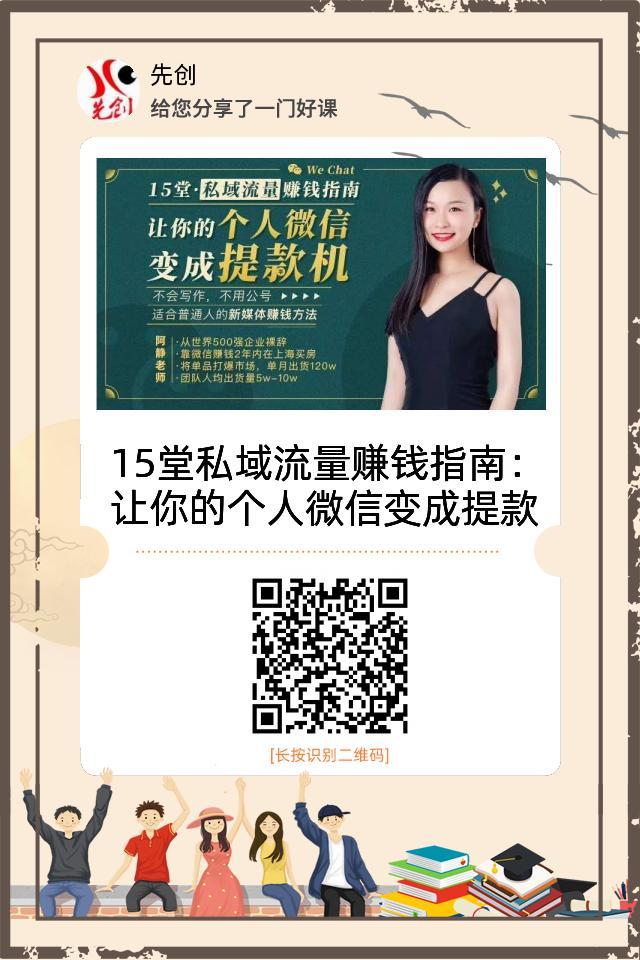 先创
先创
给您分享了一门好课
We Chat
15堂·私域流量赚钱指南
让你的个人微信
变成提款机
不会写作，不用公号
适合普通人的新媒体赚钱方法
阿静老师
·从世界500强企业裸辞
·靠微信赚钱2年内在上海买房
·将单品打爆市场，单月出货120w
·团队人均出货量5w-10w
15堂私域流量赚钱指南：
让你的个人微信变成提款
[长按识别二维码]